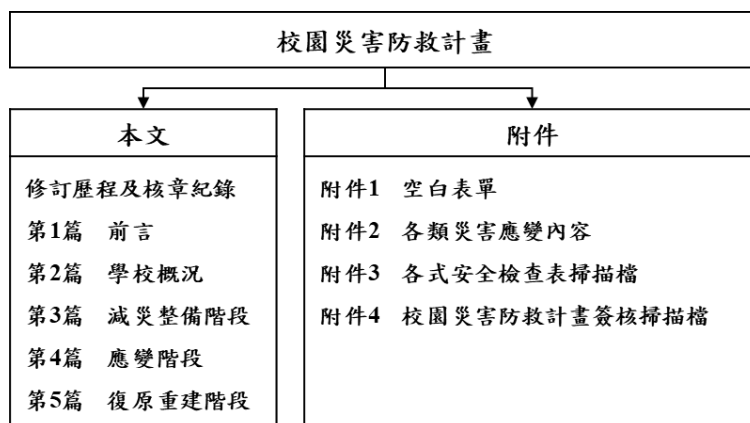 校園災害防救計畫
本文
修訂歷程及核章紀錄
第1篇 前言
第2篇 學校概況
第3篇 減災整備階段
第4篇 應變階段
第5篇 復原重建階段
附件
附件1 空白表單
附件2 各類災害應變內容
附件3 各式安全檢查表掃描檔
附件4 校園災害防救計畫簽核掃描檔